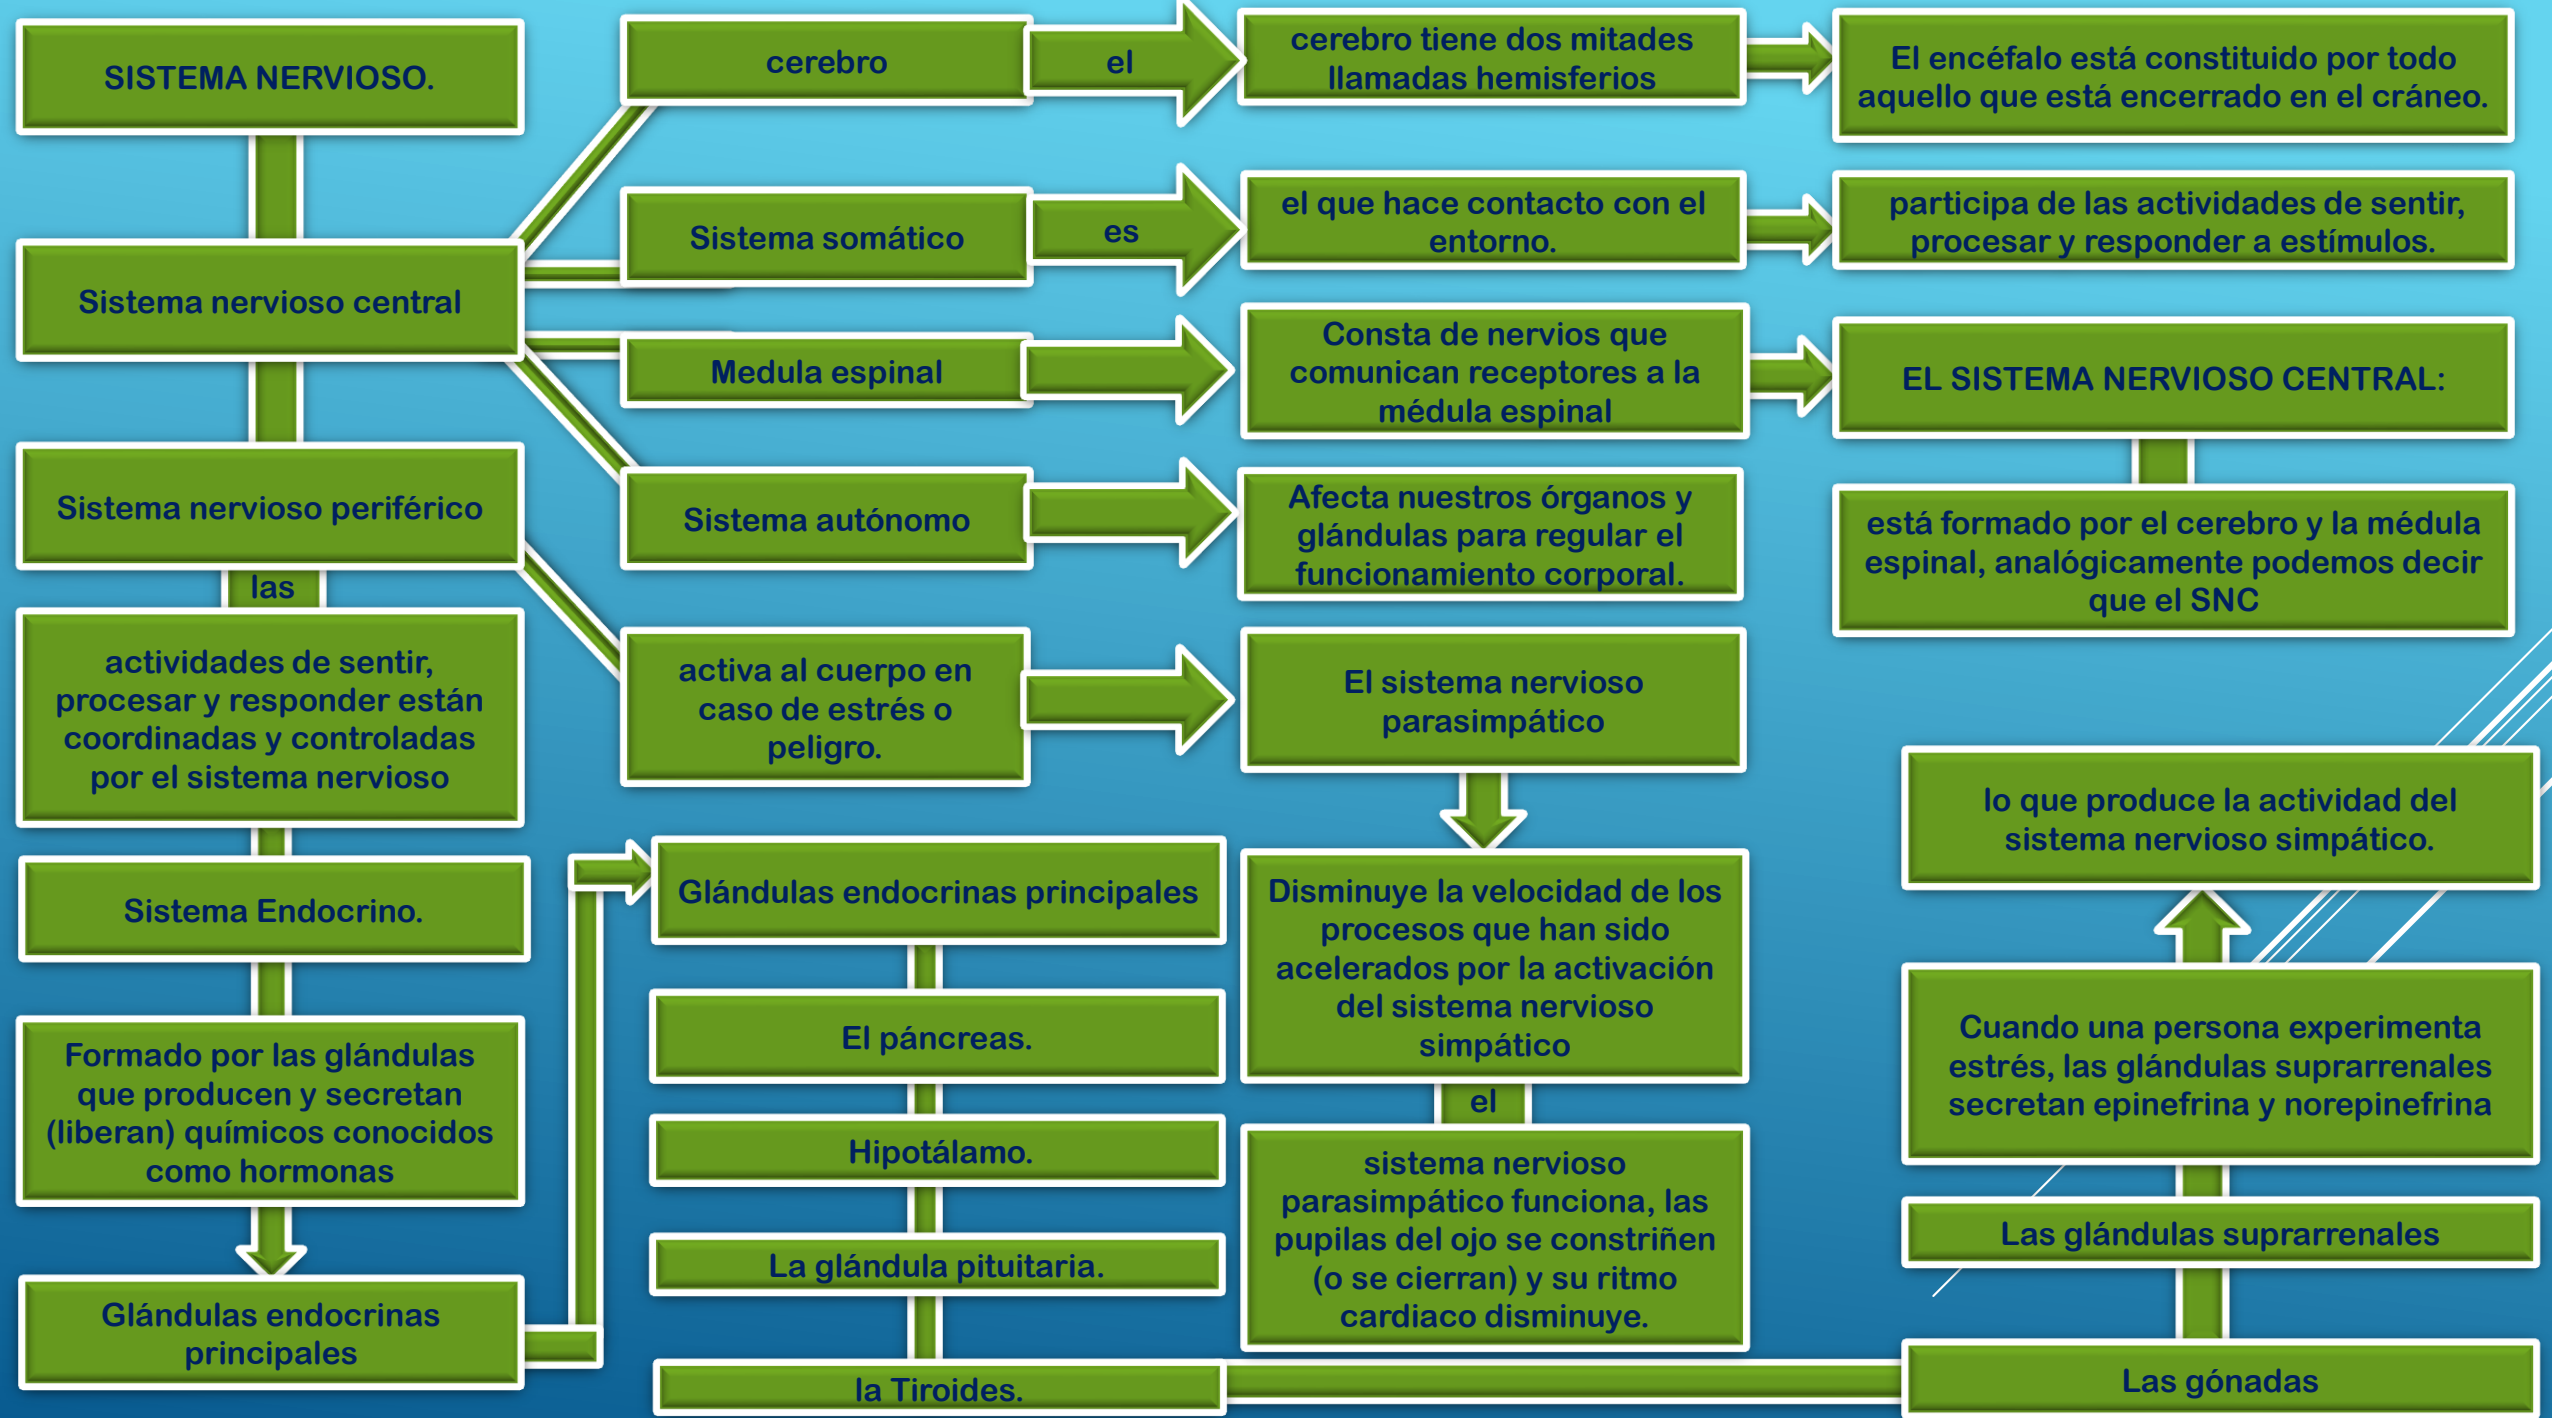 SISTEMA NERVIOSO.
Sistema nervioso central
Sistema nervioso periférico
las
actividades de sentir,
procesar y responder están
coordinadas y controladas
por el sistema nervioso
Sistema Endocrino.
Formado por las glándulas
que producen y secretan
(liberan) químicos conocidos
como hormonas
Glándulas endocrinas
principales
cerebro
el
cerebro tiene dos mitades
llamadas hemisferios
El encéfalo está constituido por todo
aquello que está encerrado en el cráneo.
Sistema somático
es
el que hace contacto con el
entorno.
participa de las actividades de sentir,
procesar y responder a estímulos.
Medula espinal
Consta de nervios que
comunican receptores a la
médula espinal
EL SISTEMA NERVIOSO CENTRAL:
está formado por el cerebro y la médula
espinal, analógicamente podemos decir
que el SNC
Sistema autónomo
Afecta nuestros órganos y
glándulas para regular el
funcionamiento corporal.
activa al cuerpo en
caso de estrés o
peligro.
El sistema nervioso
parasimpático
Disminuye la velocidad de los
procesos que han sido
acelerados por la activación
del sistema nervioso
simpático
el
sistema nervioso
parasimpático funciona, las
pupilas del ojo se constriñen
(o se cierran) y su ritmo
cardiaco disminuye.
Glándulas endocrinas principales
El páncreas.
Hipotálamo.
La glándula pituitaria.
la Tiroides.
Las gónadas
Las glándulas suprarrenales
Cuando una persona experimenta
estrés, las glándulas suprarrenales
secretan epinefrina y norepinefrina
lo que produce la actividad del
sistema nervioso simpático.